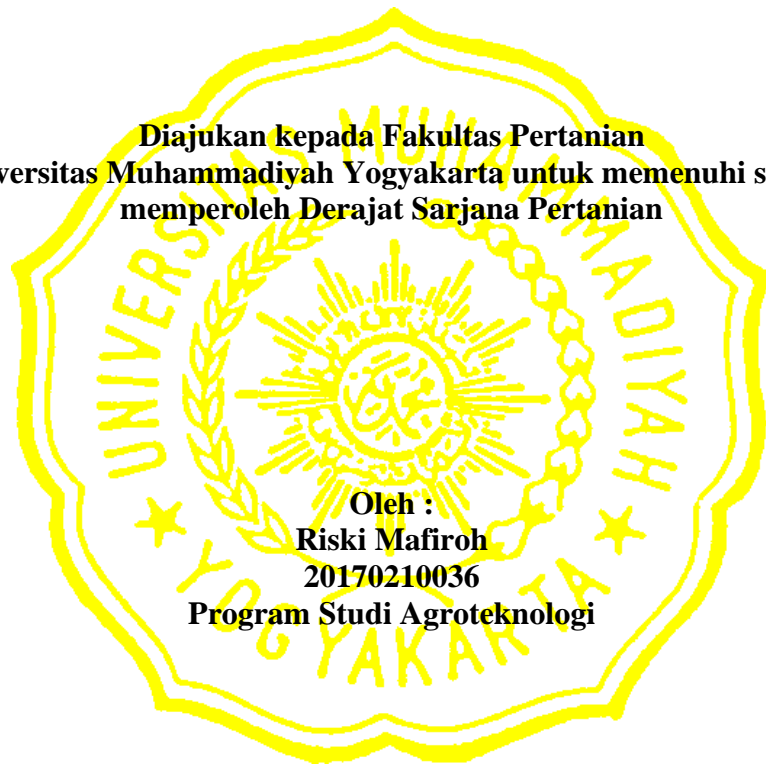 Diajukan kepada Fakultas Pertanian
versitas Muhammadiyah Yogyakarta untuk memenuhi s
memperoleh Derajat Sarjana Pertanian
UNIVERSITAS MUHAMMADIYAH
YOGYAKARTA
Oleh :
Riski Mafiroh
20170210036
Program Studi Agroteknologi